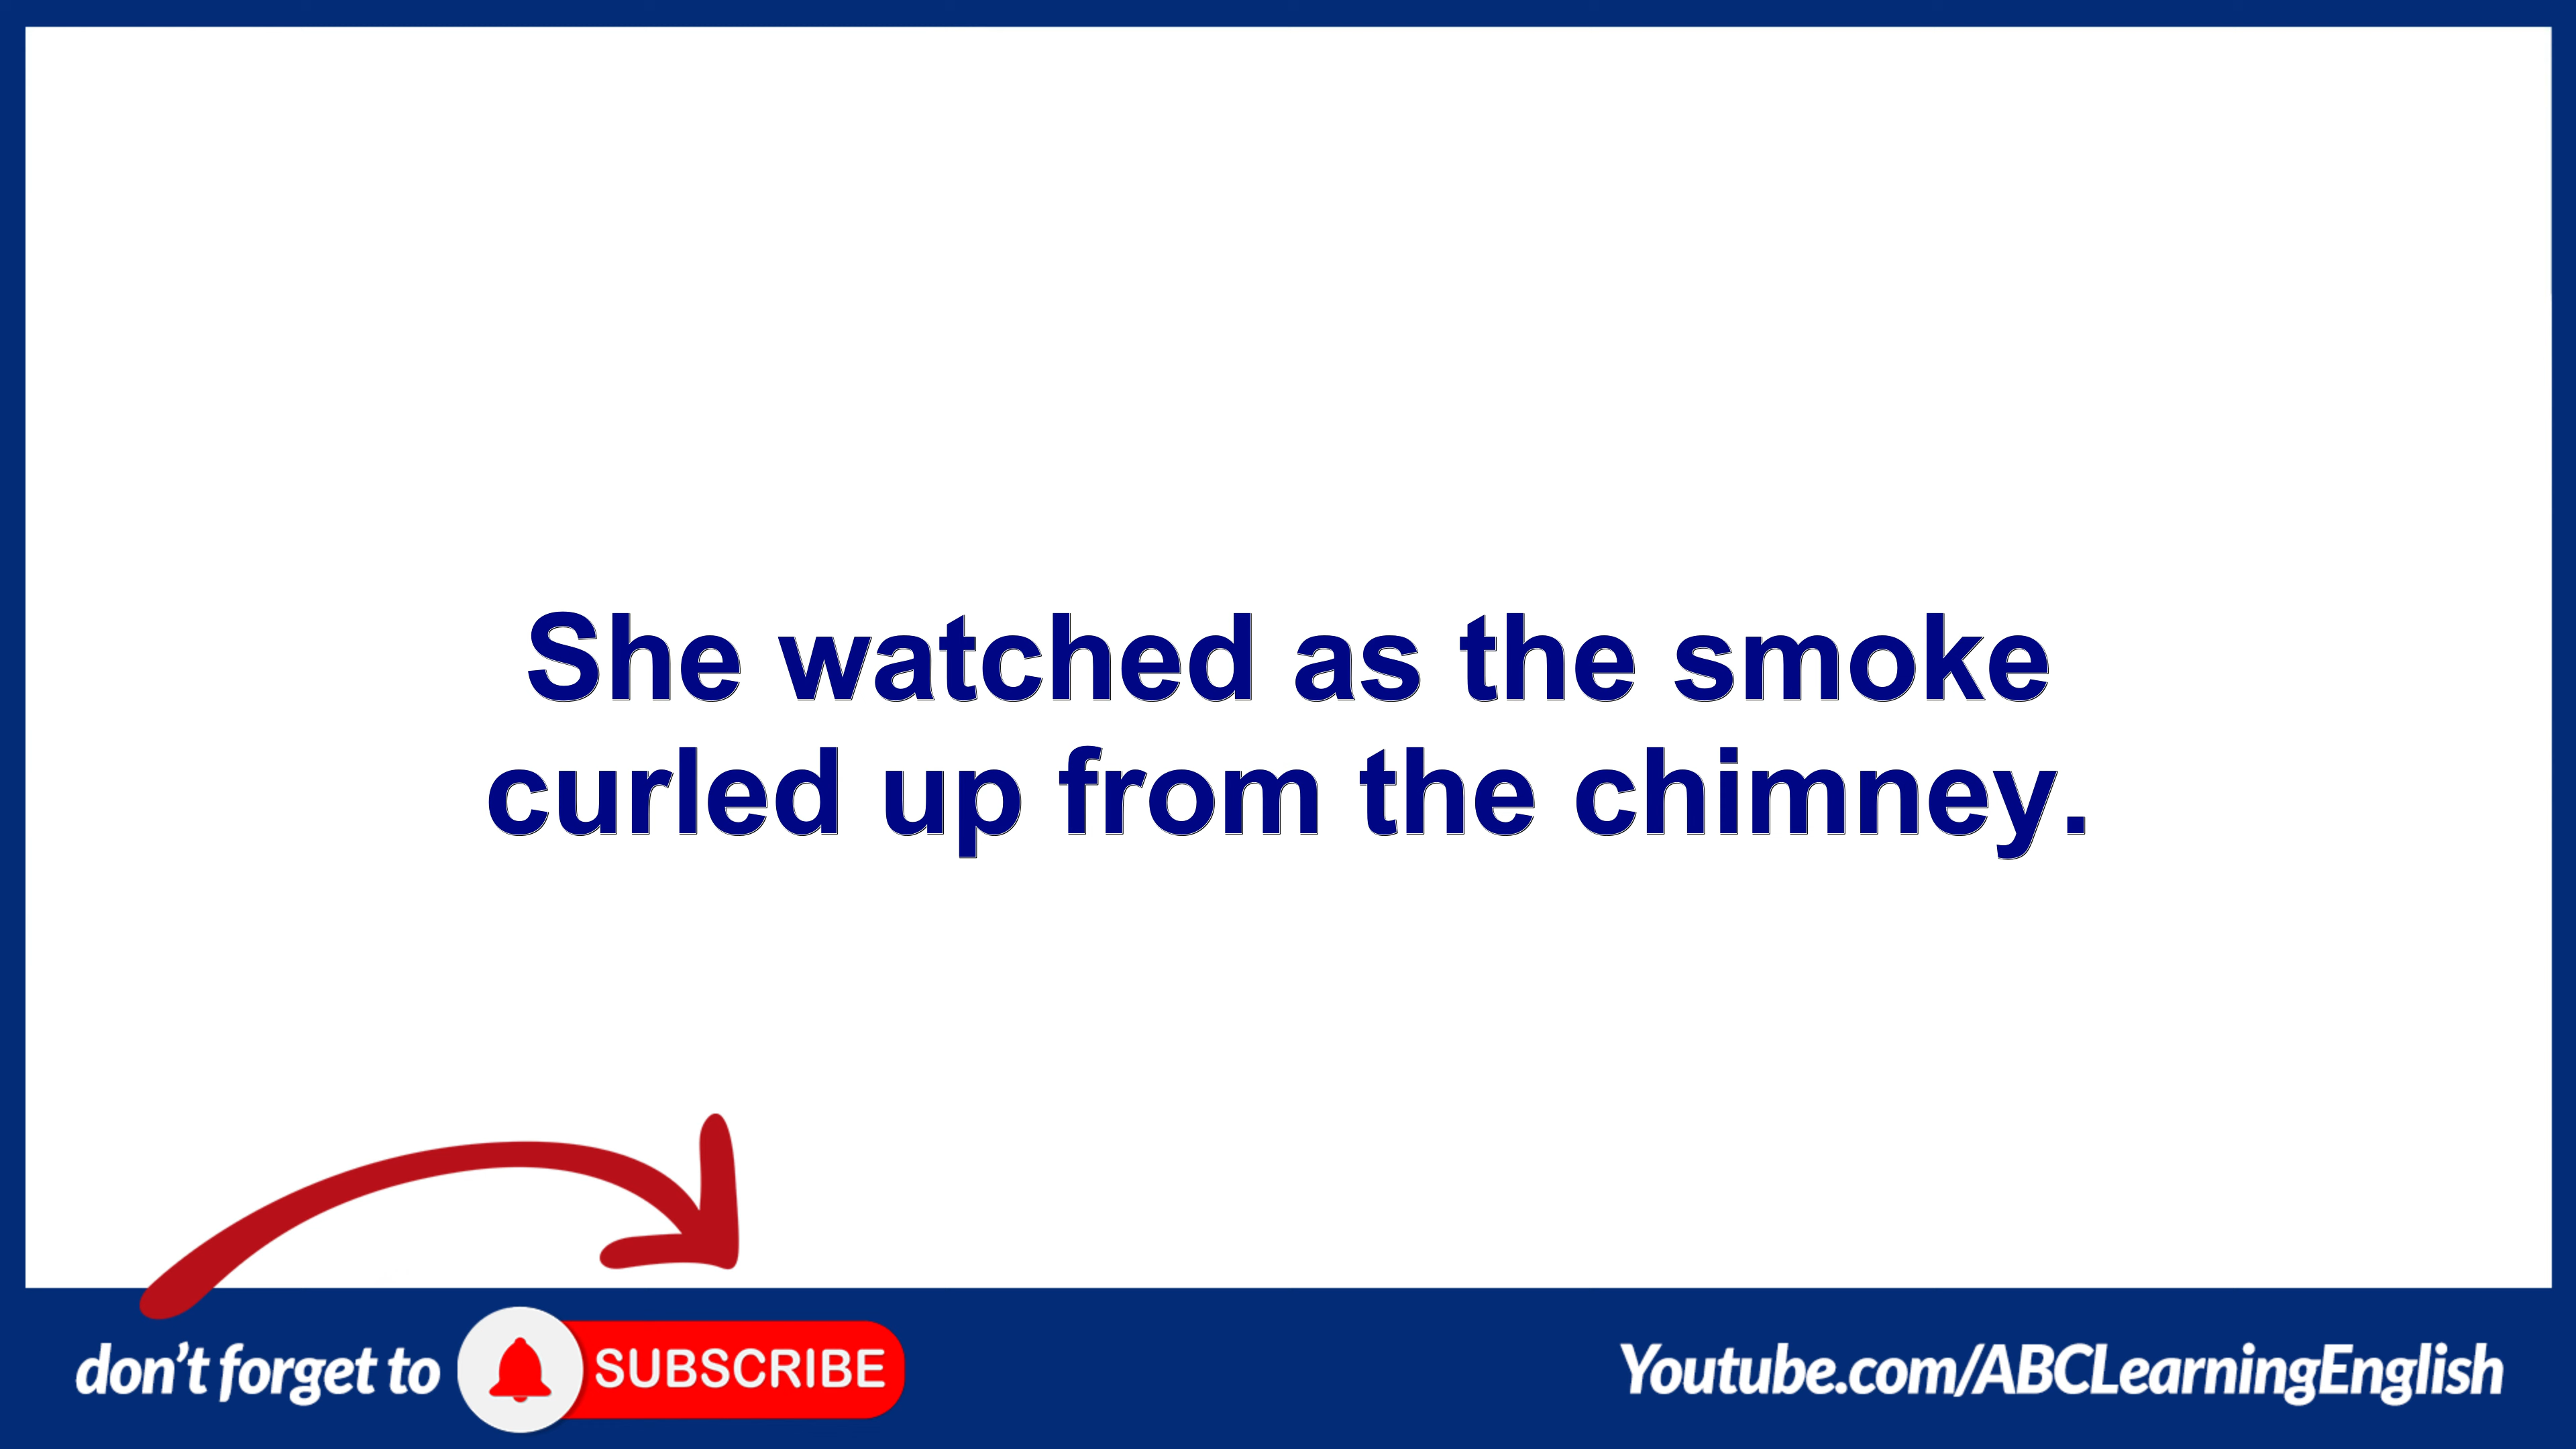 She watched as the smoke
curled up from the chimney.
don't forget to SUBSCRIBE
Youtube.com/ABCLearningEnglish